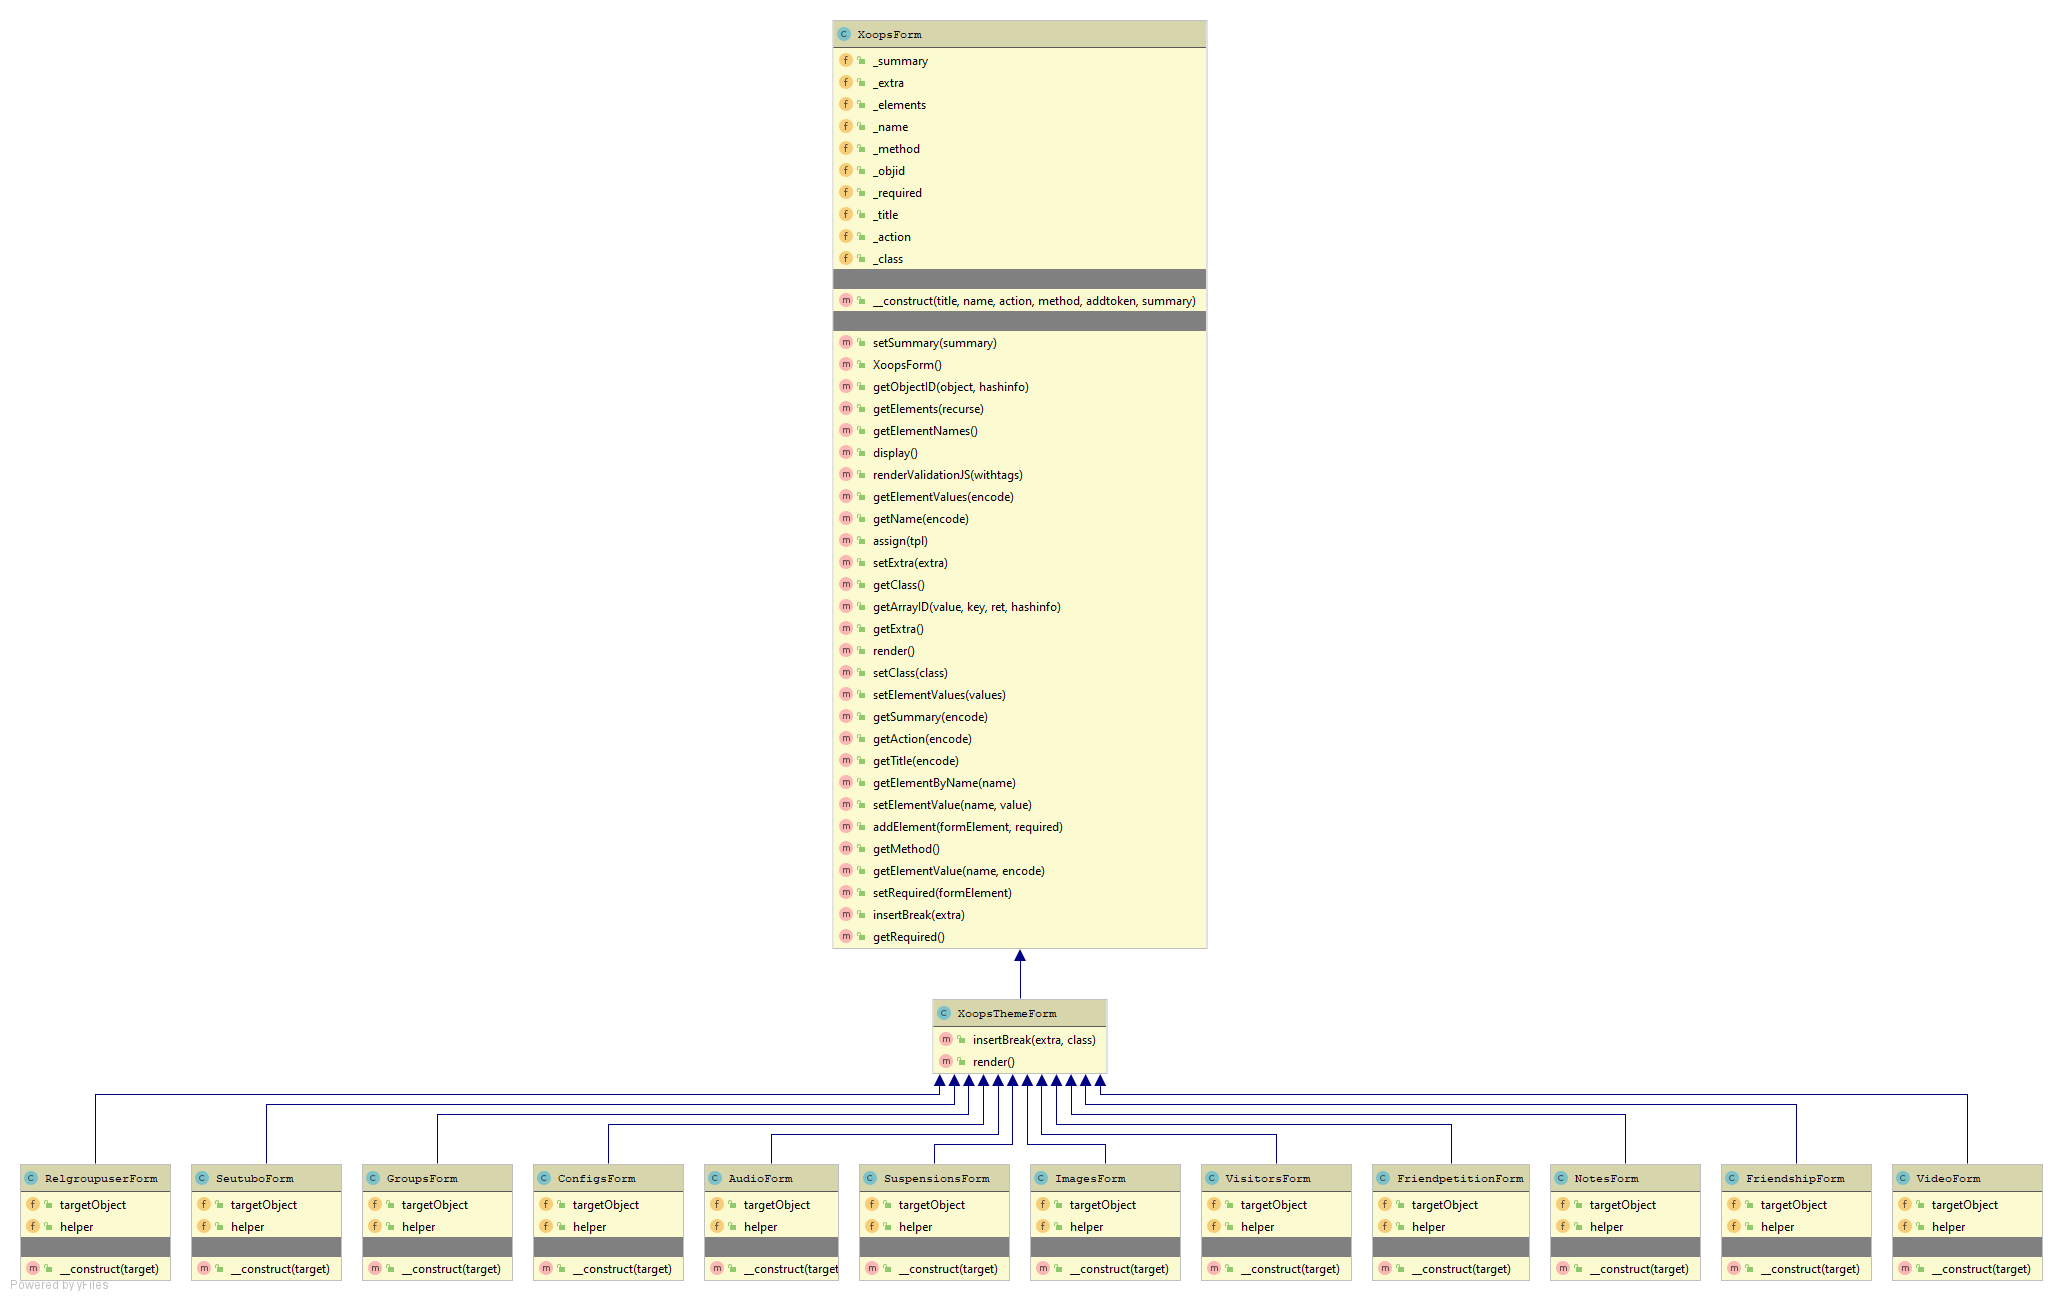 C XoopsForm
f _summary
f _extra
f _elements
f _name
f _method
f _objid
f _required
f _title
f _action
f _class
m __construct(title, name, action, method, addtoken, summary)
m setSummary(summary)
m XoopsForm()
m getObjectID(object, hashinfo)
m getElements(recurse)
m getElementNames()
m display()
m renderValidationJS(withtags)
m getElementValues(encode)
m getName(encode)
m assign(tpl)
m setExtra(extra)
m getClass()
m getArrayID(value, key, ret, hashinfo)
m getExtra()
m render()
m setClass(class)
m setElementValues(values)
m getSummary(encode)
m getAction(encode)
m getTitle(encode)
m getElementByName(name)
m setElementValue(name, value)
m addElement(formElement, required)
m getMethod()
m getElementValue(name, encode)
m setRequired(formElement)
m insertBreak(extra)
m getRequired()
C XoopsThemeForm
m insertBreak(extra, class)
m render()
C RelgroupuserForm
f targetObject
f helper
m __construct(target)
C SeutuboForm
f targetObject
f helper
m __construct(target)
C GroupsForm
f targetObject
f helper
m __construct(target)
C ConfigsForm
f targetObject
f helper
m __construct(target)
C AudioForm
f targetObject
f helper
m __construct(target
C SuspensionsForm
f targetObject
f helper
m __construct(target)
C ImagesForm
f targetObject
f helper
m __construct(target)
C VisitorsForm
f targetObject
f helper
m __construct(target)
C FriendpetitionForm
f targetObject
f helper
m __construct(target)
C NotesForm
f targetObject
f helper
m __construct(target)
C FriendshipForm
f targetObject
f helper
m __construct(target)
C VideoForm
f targetObject
f helper
m __construct(target)
Powered by yFiles